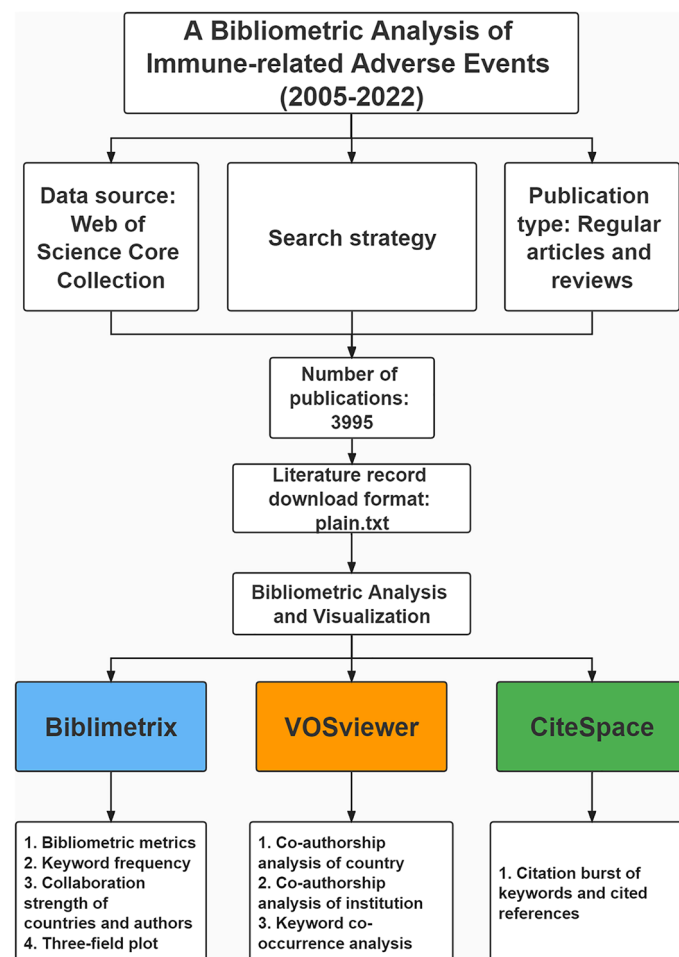 A Bibliometric Analysis of
Immune-related Adverse Events
(2005-2022)
Data source:
Web of
Science Core
Collection
Search strategy
Publication
type: Regular
articles and
reviews
Number of
publications:
3995
Literature record
download format:
plain.txt
Bibliometric Analysis
and Visualization
Biblimetrix
VOSviewer
CiteSpace
1. Bibliometric metrics
2. Keyword frequency
3. Collaboration
strength of
countries and authors
4. Three-field plot
1. Co-authorship
analysis of country
2. Co-authorship
analysis of institution
3. Keyword co-
occurrence analysis
1. Citation burst of
keywords and cited
references